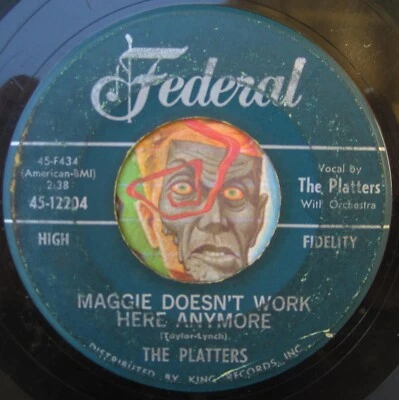 Federal
45-F434
(American-BMI)
2:38
45-12204
Vocal by
The Platters
With Orchestra
HIGH
FIDELITY
MAGGIE DOESN'T WORK
HERE ANYMORE
(Taylor-Lynch)
THE PLATTERS
DISTRIBUTED BY KING RECORDS, INC.